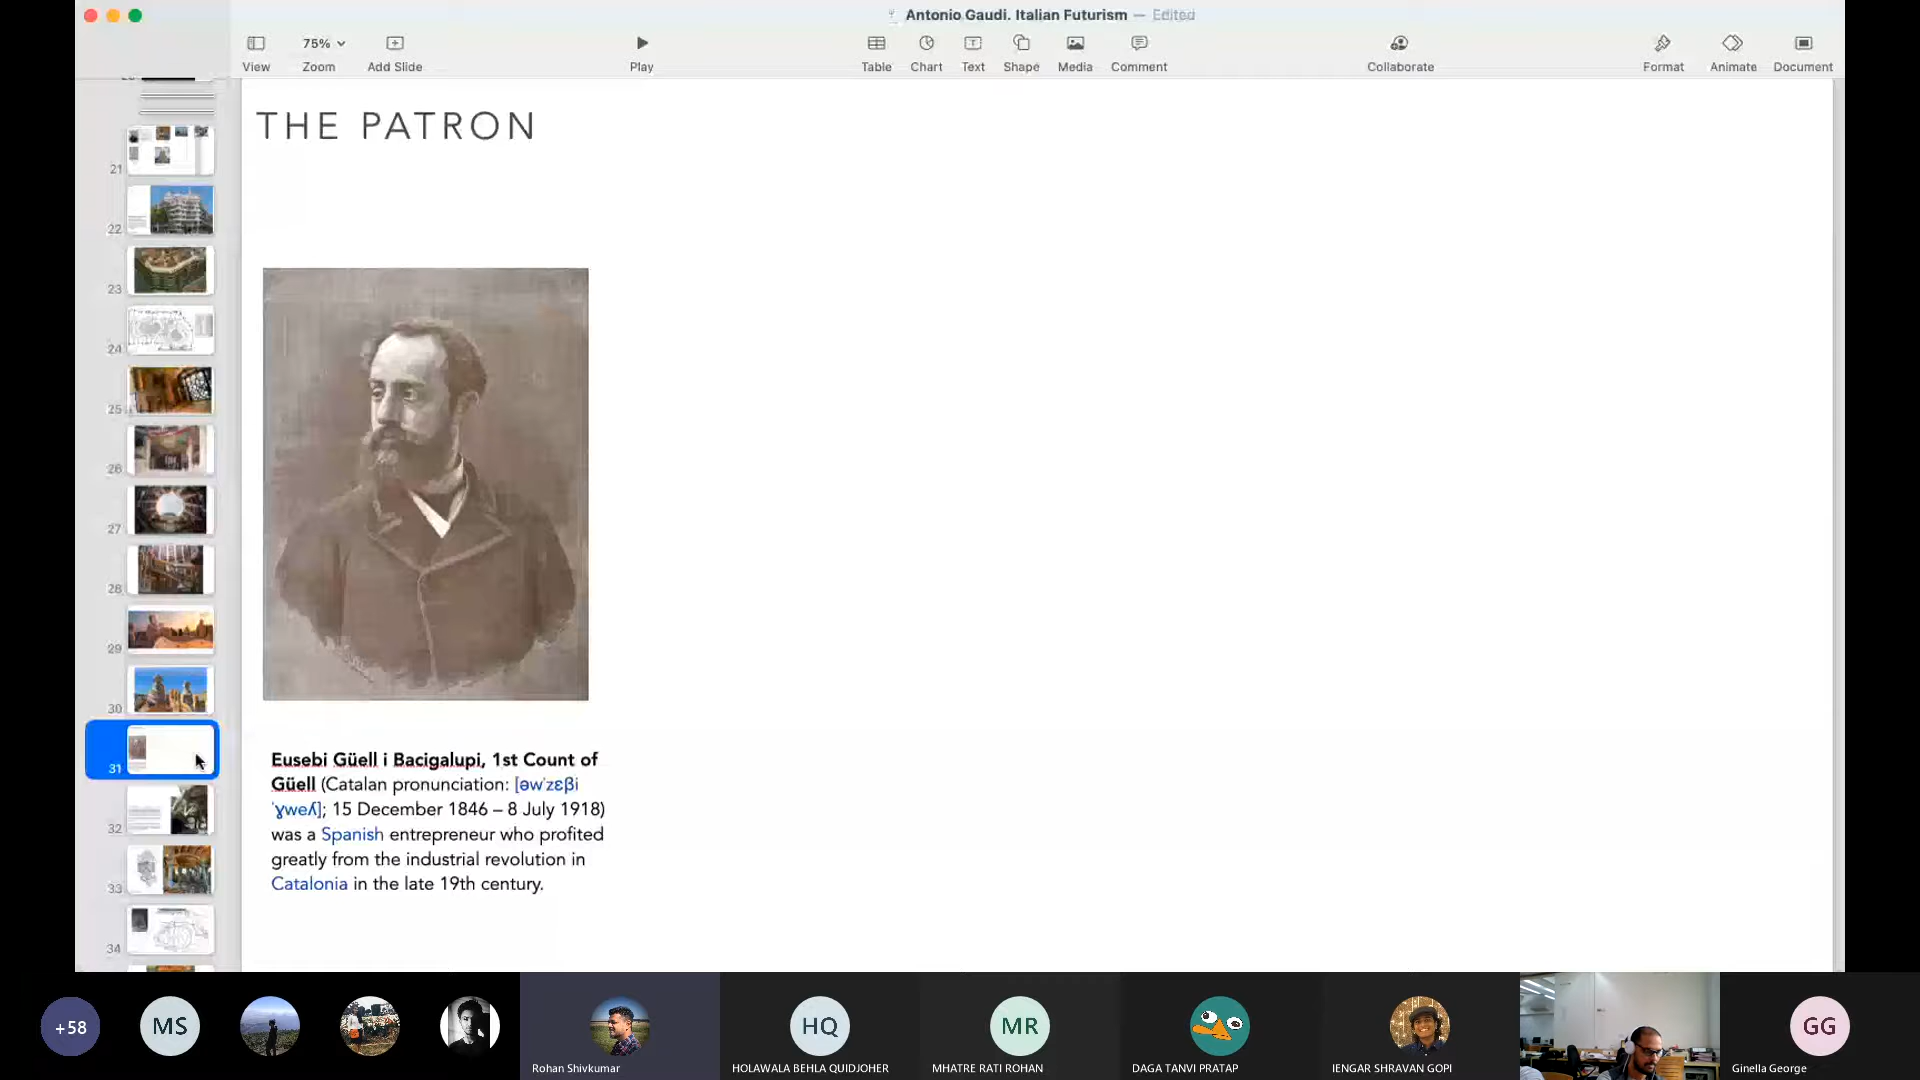 Antonio Gaudi. Italian Futurism — Edited
75%
View
Zoom
Add Slide
Play
Table
Chart
Text
Shape
Media
Comment
Collaborate
Format
Animate
Document
THE PATRON
21
22
23
24
25
26
27
28
29
30
31
32
33
34
Eusebi Güell i Bacigalupi, 1st Count of
Güell (Catalan pronunciation: [əwˈzɛβi
ˈɣweʎ]; 15 December 1846 – 8 July 1918)
was a Spanish entrepreneur who profited
greatly from the industrial revolution in
Catalonia in the late 19th century.
+58
MS
HQ
MR
GG
Rohan Shivkumar
HOLAWALA BEHLA QUIDJOHER
MHATRE RATI ROHAN
DAGA TANVI PRATAP
IENGAR SHRAVAN GOPI
Ginella George